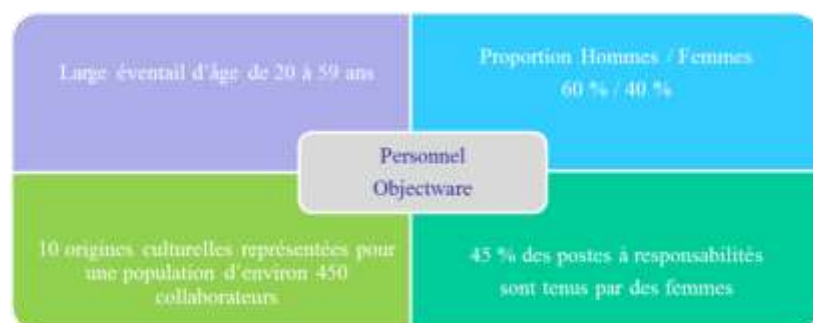 Large éventail d'âge de 20 à 59 ans
Proportion Hommes / Femmes
60 % / 40 %
Personnel
Objectware
10 origines culturelles représentées pour
une population d'environ 450
collaborateurs
45 % des postes à responsabilités
sont tenus par des femmes